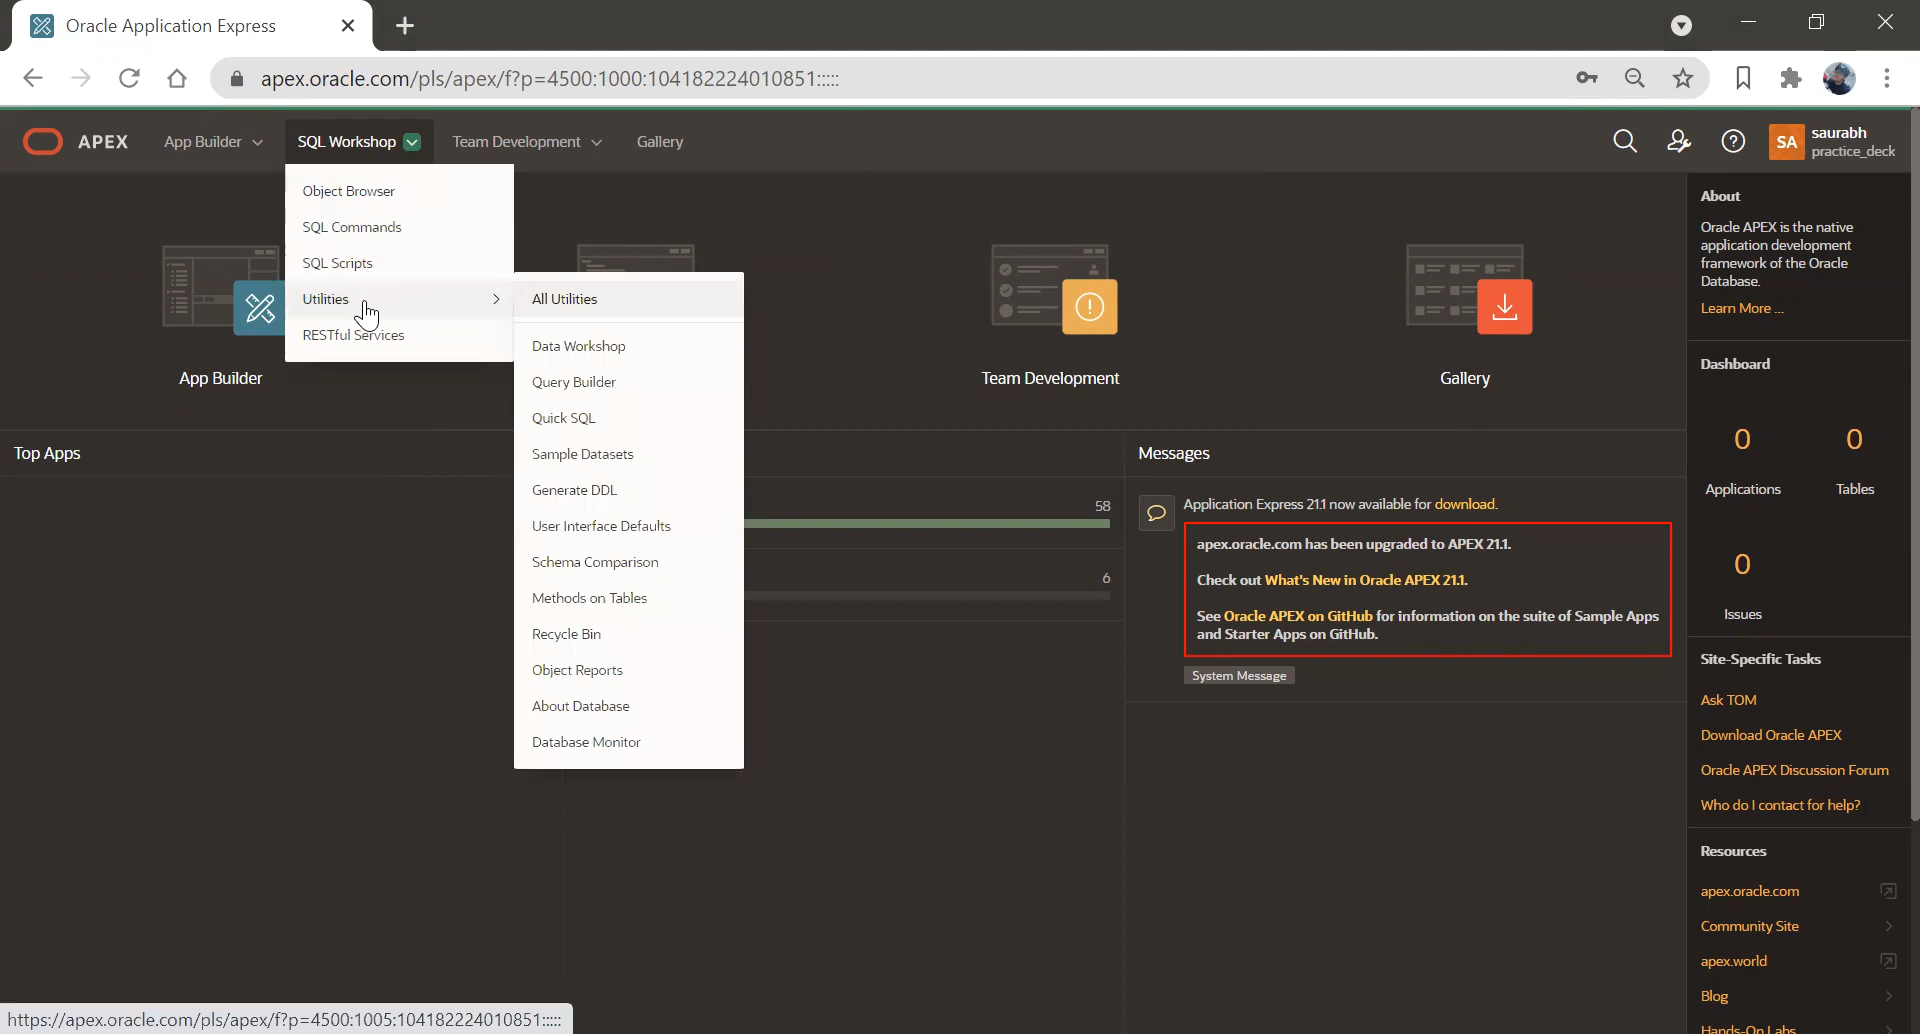 Oracle Application Express
apex.oracle.com/pls/apex/f?p=4500:1000:104182224010851:::::
APEX
App Builder
SQL Workshop
Team Development
Gallery
SA
saurabh
practice_deck
Object Browser
SQL Commands
SQL Scripts
Utilities
RESTful Services
All Utilities
Data Workshop
Query Builder
Quick SQL
Sample Datasets
Generate DDL
User Interface Defaults
Schema Comparison
Methods on Tables
Recycle Bin
Object Reports
About Database
Database Monitor
App Builder
Team Development
Gallery
Top Apps
58
6
Messages
Application Express 21.1 now available for download.
apex.oracle.com has been upgraded to APEX 21.1.
Check out What's New in Oracle APEX 21.1.
See Oracle APEX on GitHub for information on the suite of Sample Apps
and Starter Apps on GitHub.
System Message
About
Oracle APEX is the native
application development
framework of the Oracle
Database.
Learn More ...
Dashboard
0
0
Applications
Tables
0
Issues
Site-Specific Tasks
Ask TOM
Download Oracle APEX
Oracle APEX Discussion Forum
Who do I contact for help?
Resources
apex.oracle.com
Community Site
apex.world
Blog
Hands-On Labs
https://apex.oracle.com/pls/apex/f?p=4500:1005:104182224010851:::::